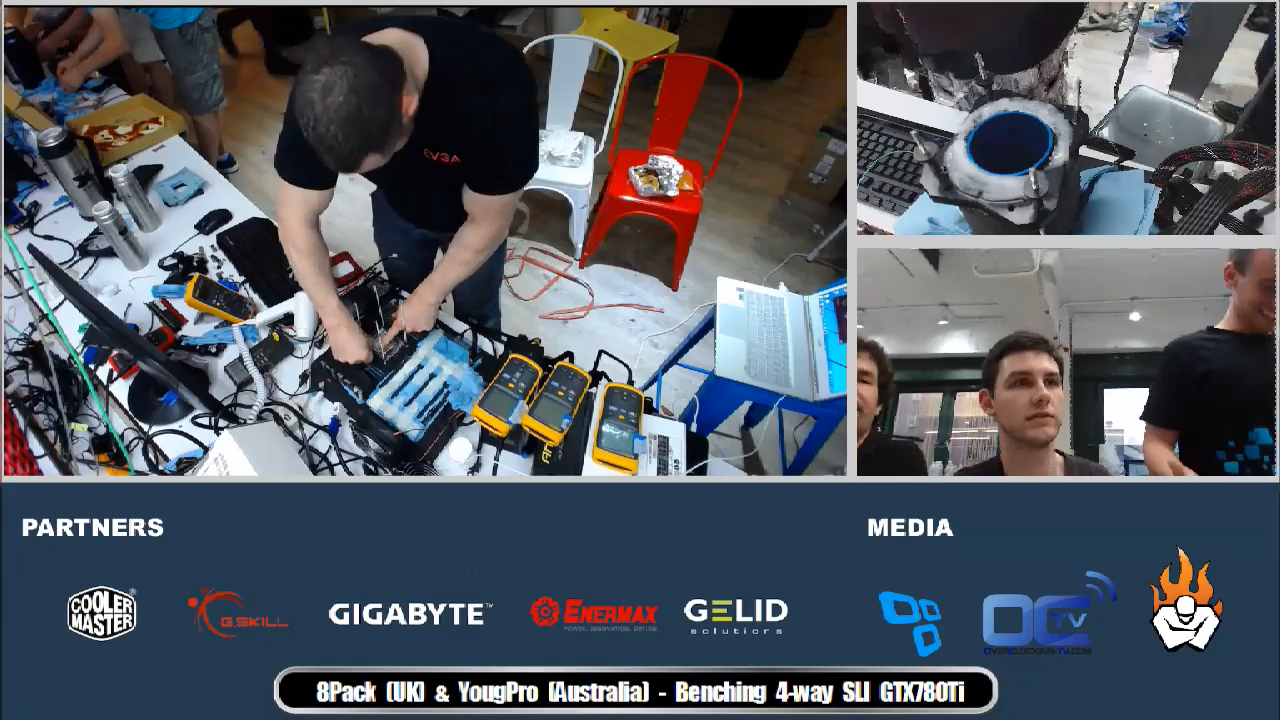 EVGA
PARTNERS
MEDIA
COOLER
MASTER
G.SKILL
GIGABYTE™
ENERMAX
POWER. INNOVATION. DESIGN.
GELID
solutions
OC
TV
8Pack (UK) & YougPro (Australia) - Benching 4-way SLI GTX780Ti